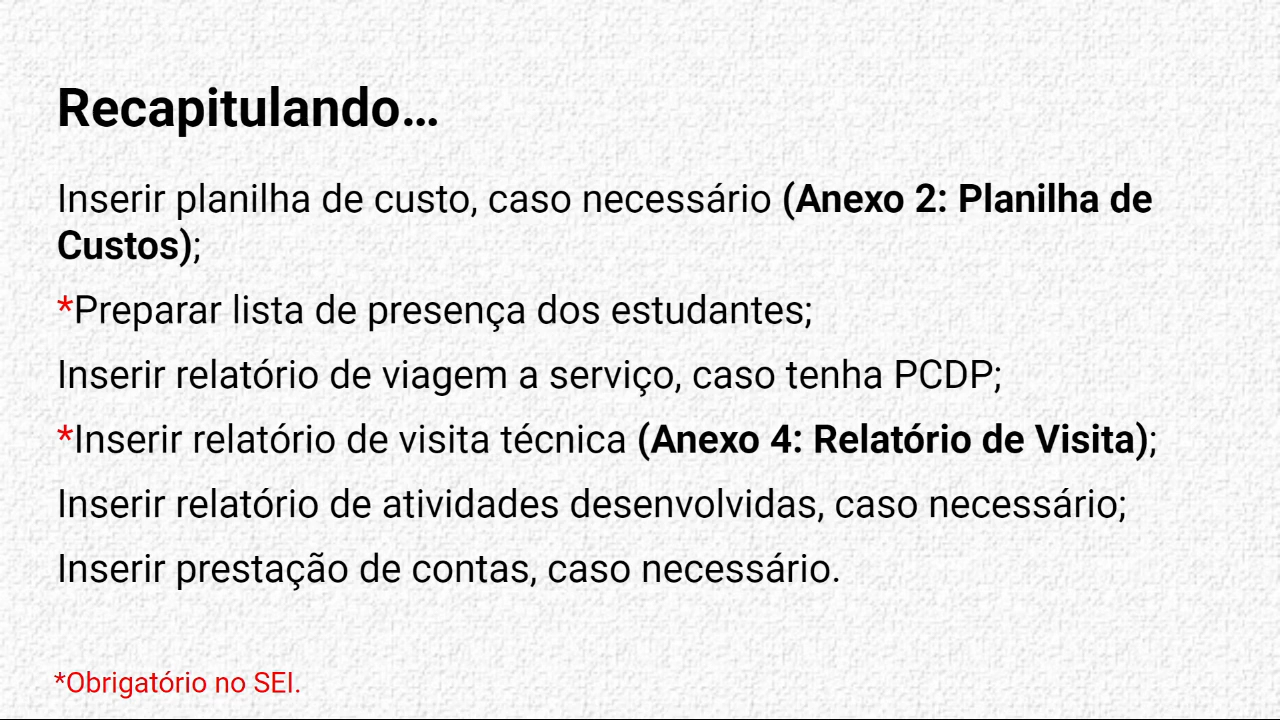 Recapitulando…
Inserir planilha de custo, caso necessário (Anexo 2: Planilha de
Custos);
*Preparar lista de presença dos estudantes;
Inserir relatório de viagem a serviço, caso tenha PCDP;
*Inserir relatório de visita técnica (Anexo 4: Relatório de Visita);
Inserir relatório de atividades desenvolvidas, caso necessário;
Inserir prestação de contas, caso necessário.
*Obrigatório no SEI.